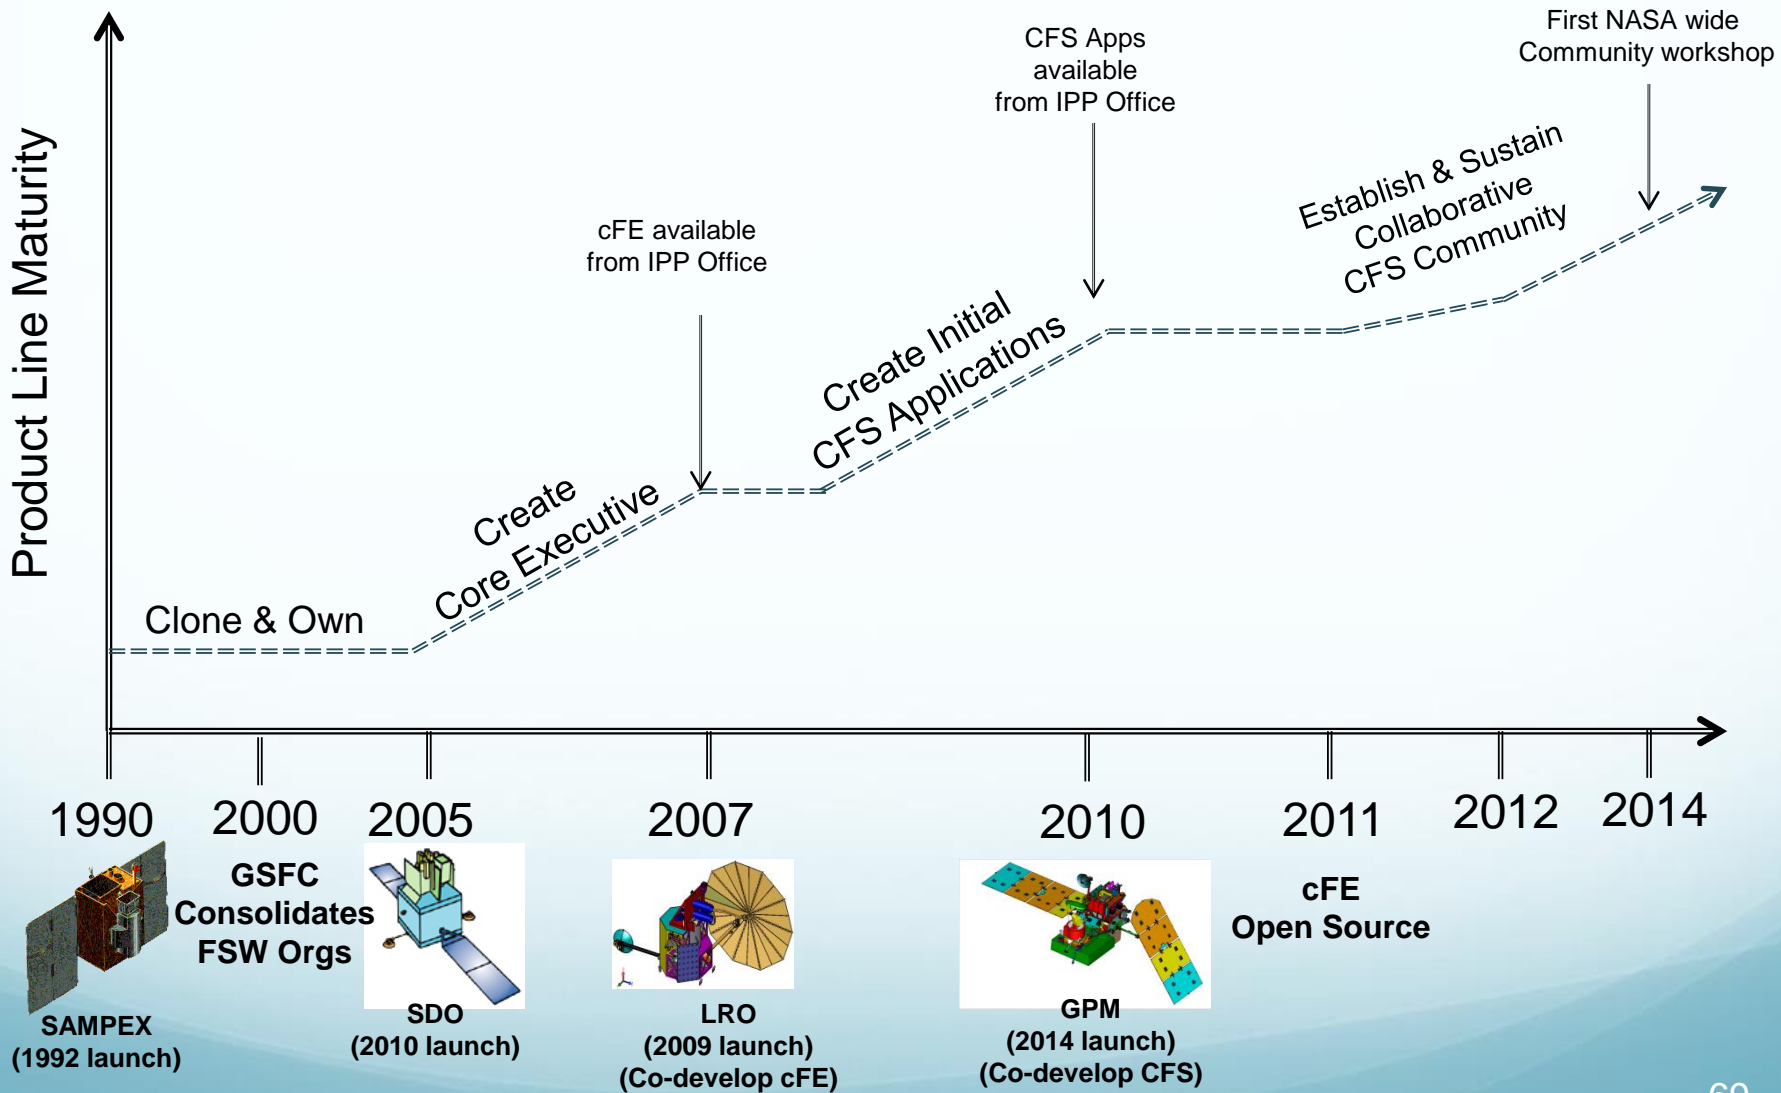 First NASA wide
Community workshop
CFS Apps
available
from IPP Office
Product Line Maturity
Establish & Sustain
Collaborative
CFS Community
cFE available
from IPP Office
Create Initial
CFS Applications
Create
Core Executive
Clone & Own
1990
2000
2005
2007
2010
2011
2012
2014
GSFC
Consolidates
FSW Orgs
cFE
Open Source
SAMPEX
(1992 launch)
SDO
(2010 launch)
LRO
(2009 launch)
(Co-develop cFE)
GPM
(2014 launch)
(Co-develop CFS)